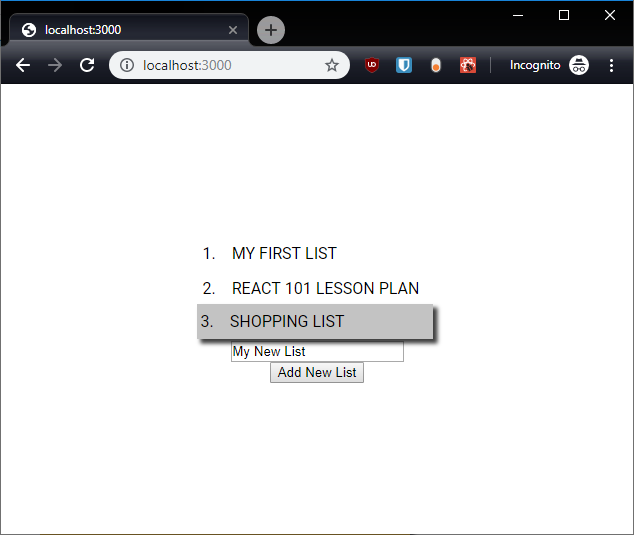 localhost:3000
localhost:3000
UD
Incognito
1. MY FIRST LIST
2. REACT 101 LESSON PLAN
3. SHOPPING LIST
My New List
Add New List